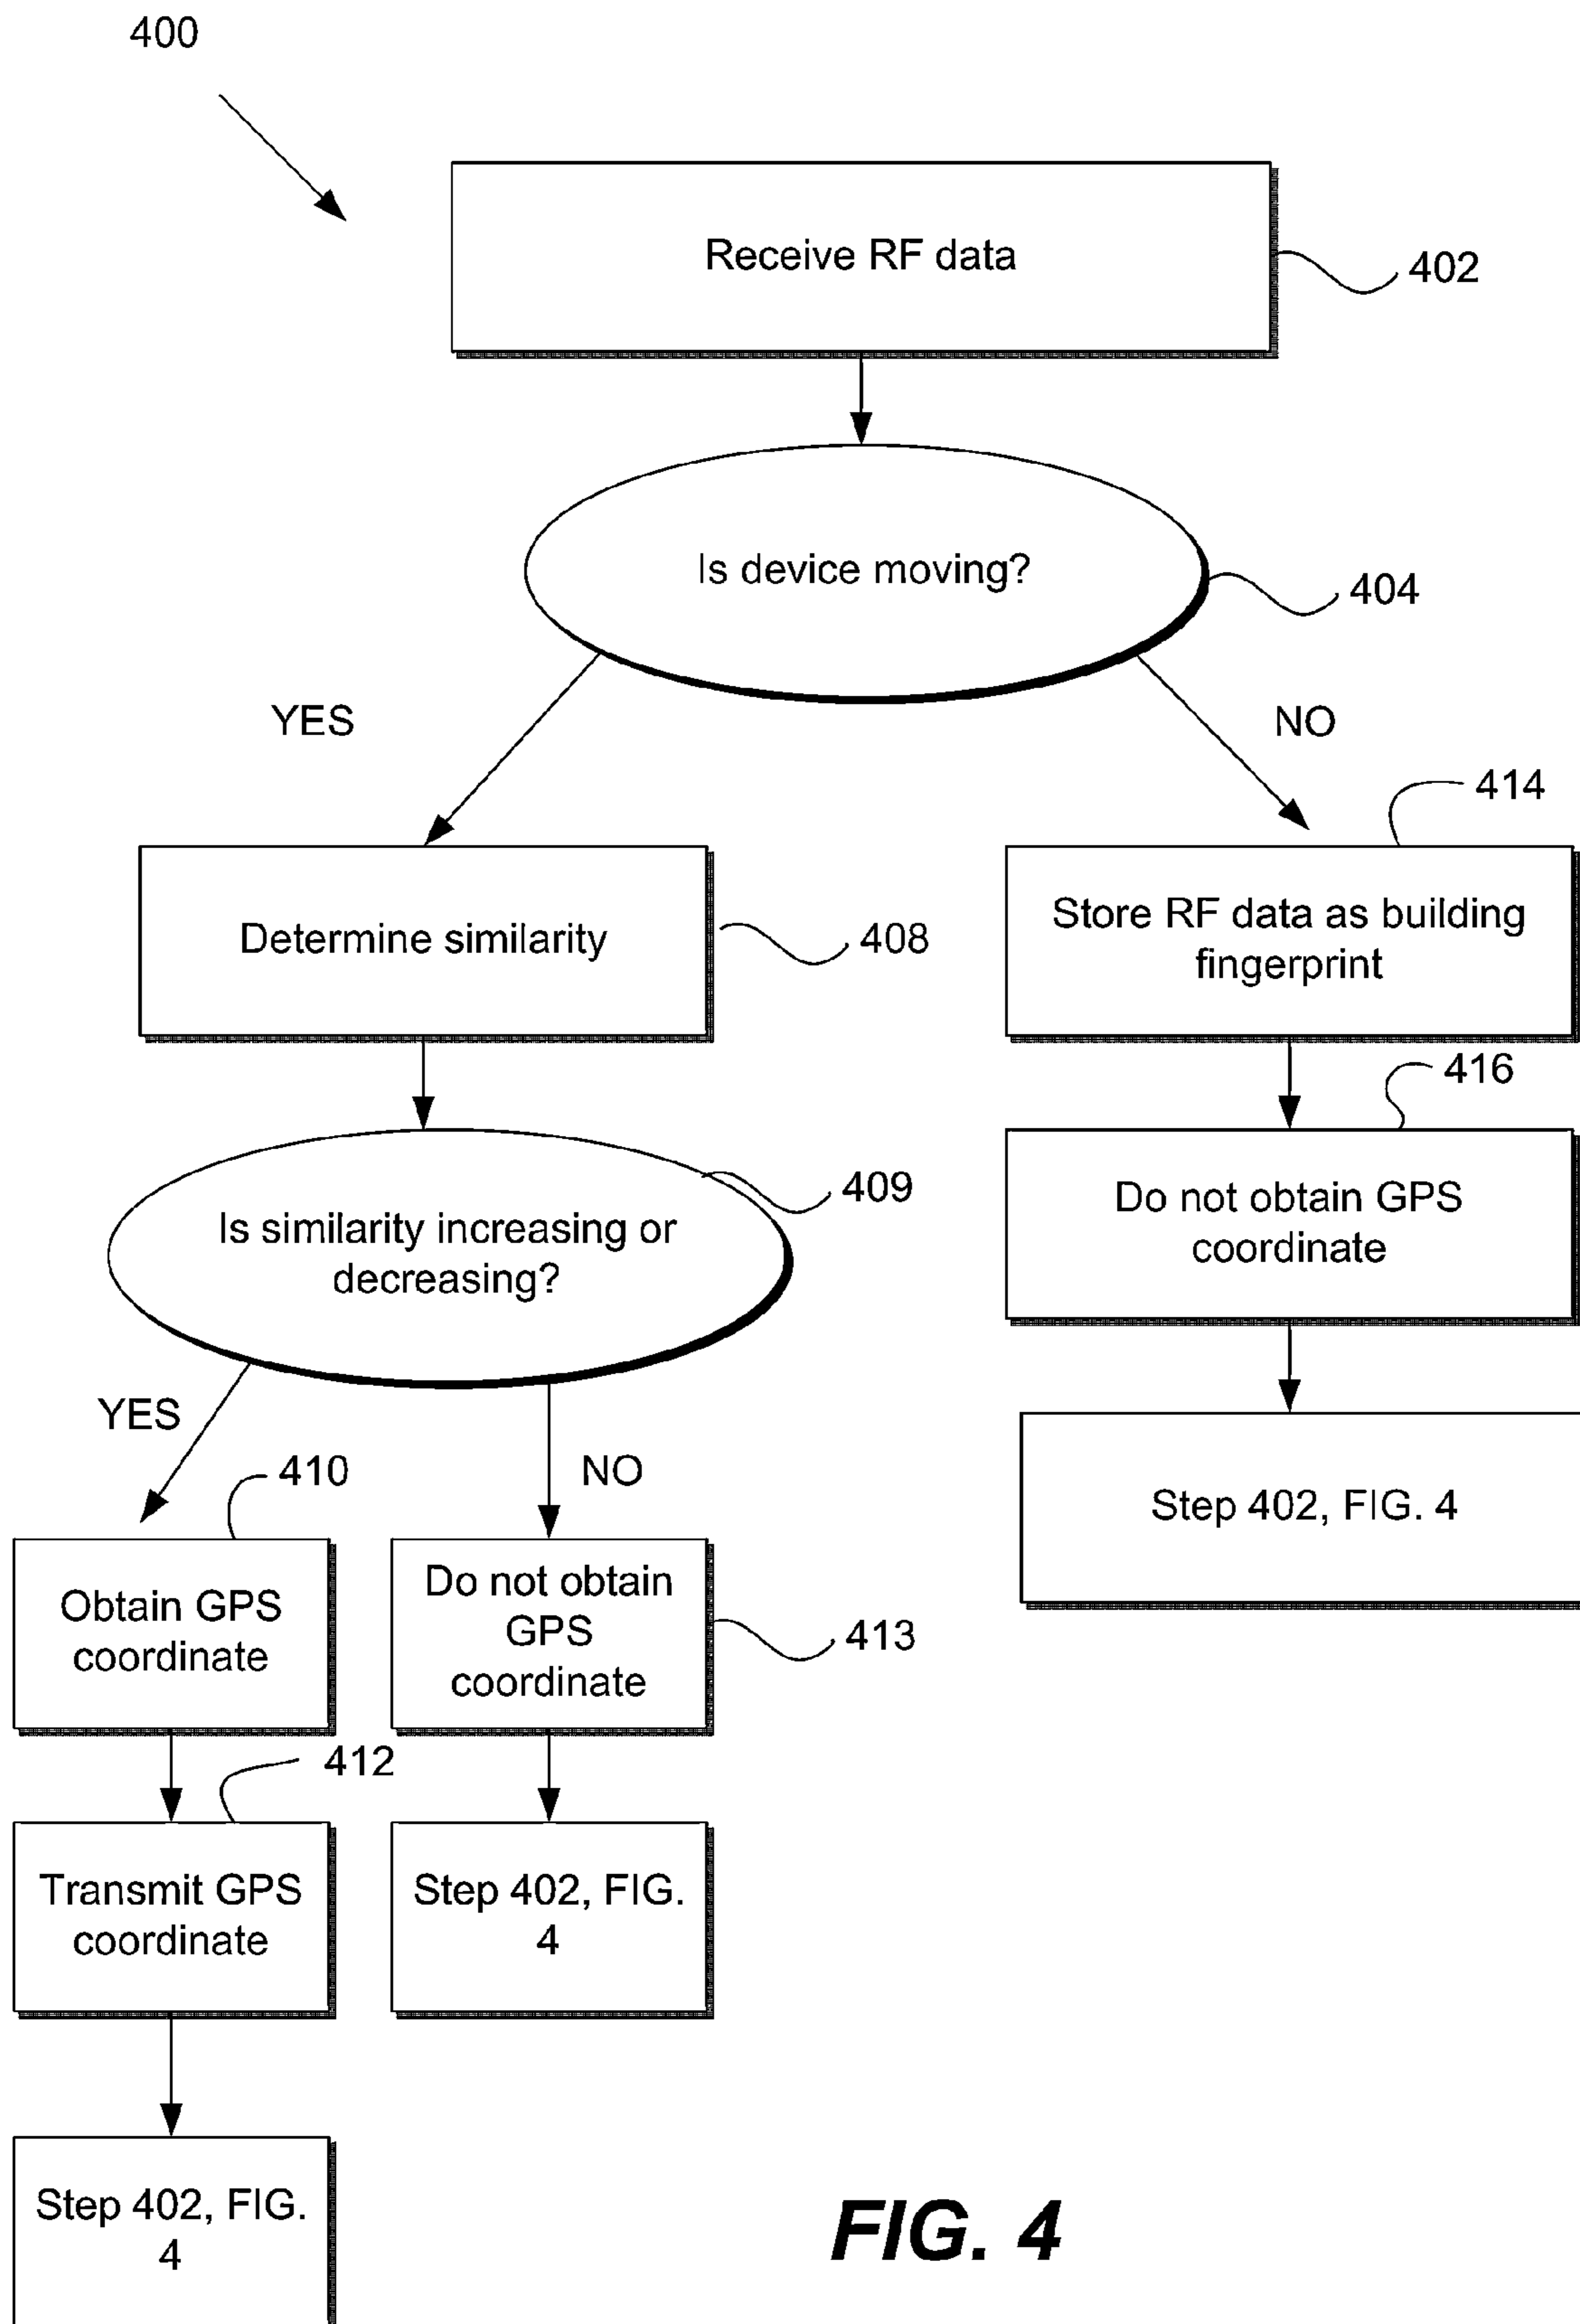 400
Receive RF data
402
Is device moving?
404
YES
NO
414
Determine similarity
408
Store RF data as building
fingerprint
416
Is similarity increasing or
decreasing?
409
Do not obtain GPS
coordinate
YES
NO
410
Step 402, FIG. 4
Obtain GPS
coordinate
Do not obtain
GPS
coordinate
413
412
Transmit GPS
coordinate
Step 402, FIG.
4
Step 402, FIG.
4
FIG. 4